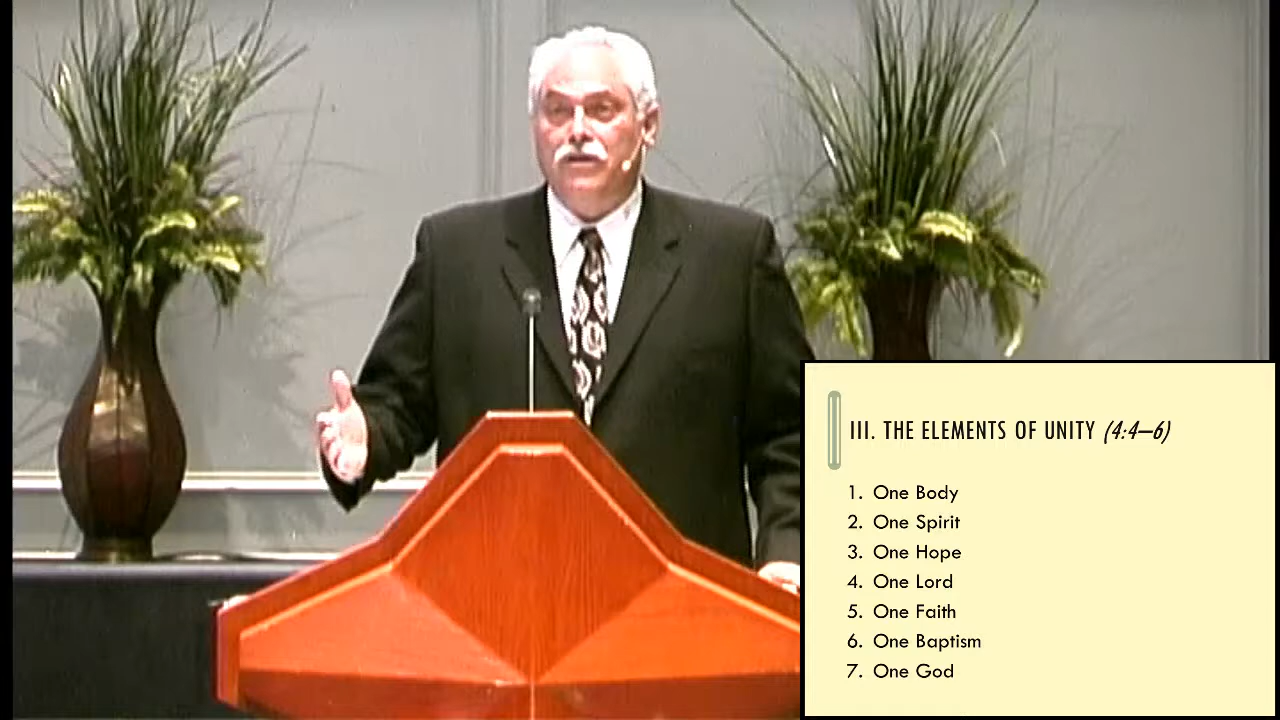 III. THE ELEMENTS OF UNITY (4:4–6)
1. One Body
2. One Spirit
3. One Hope
4. One Lord
5. One Faith
6. One Baptism
7. One God